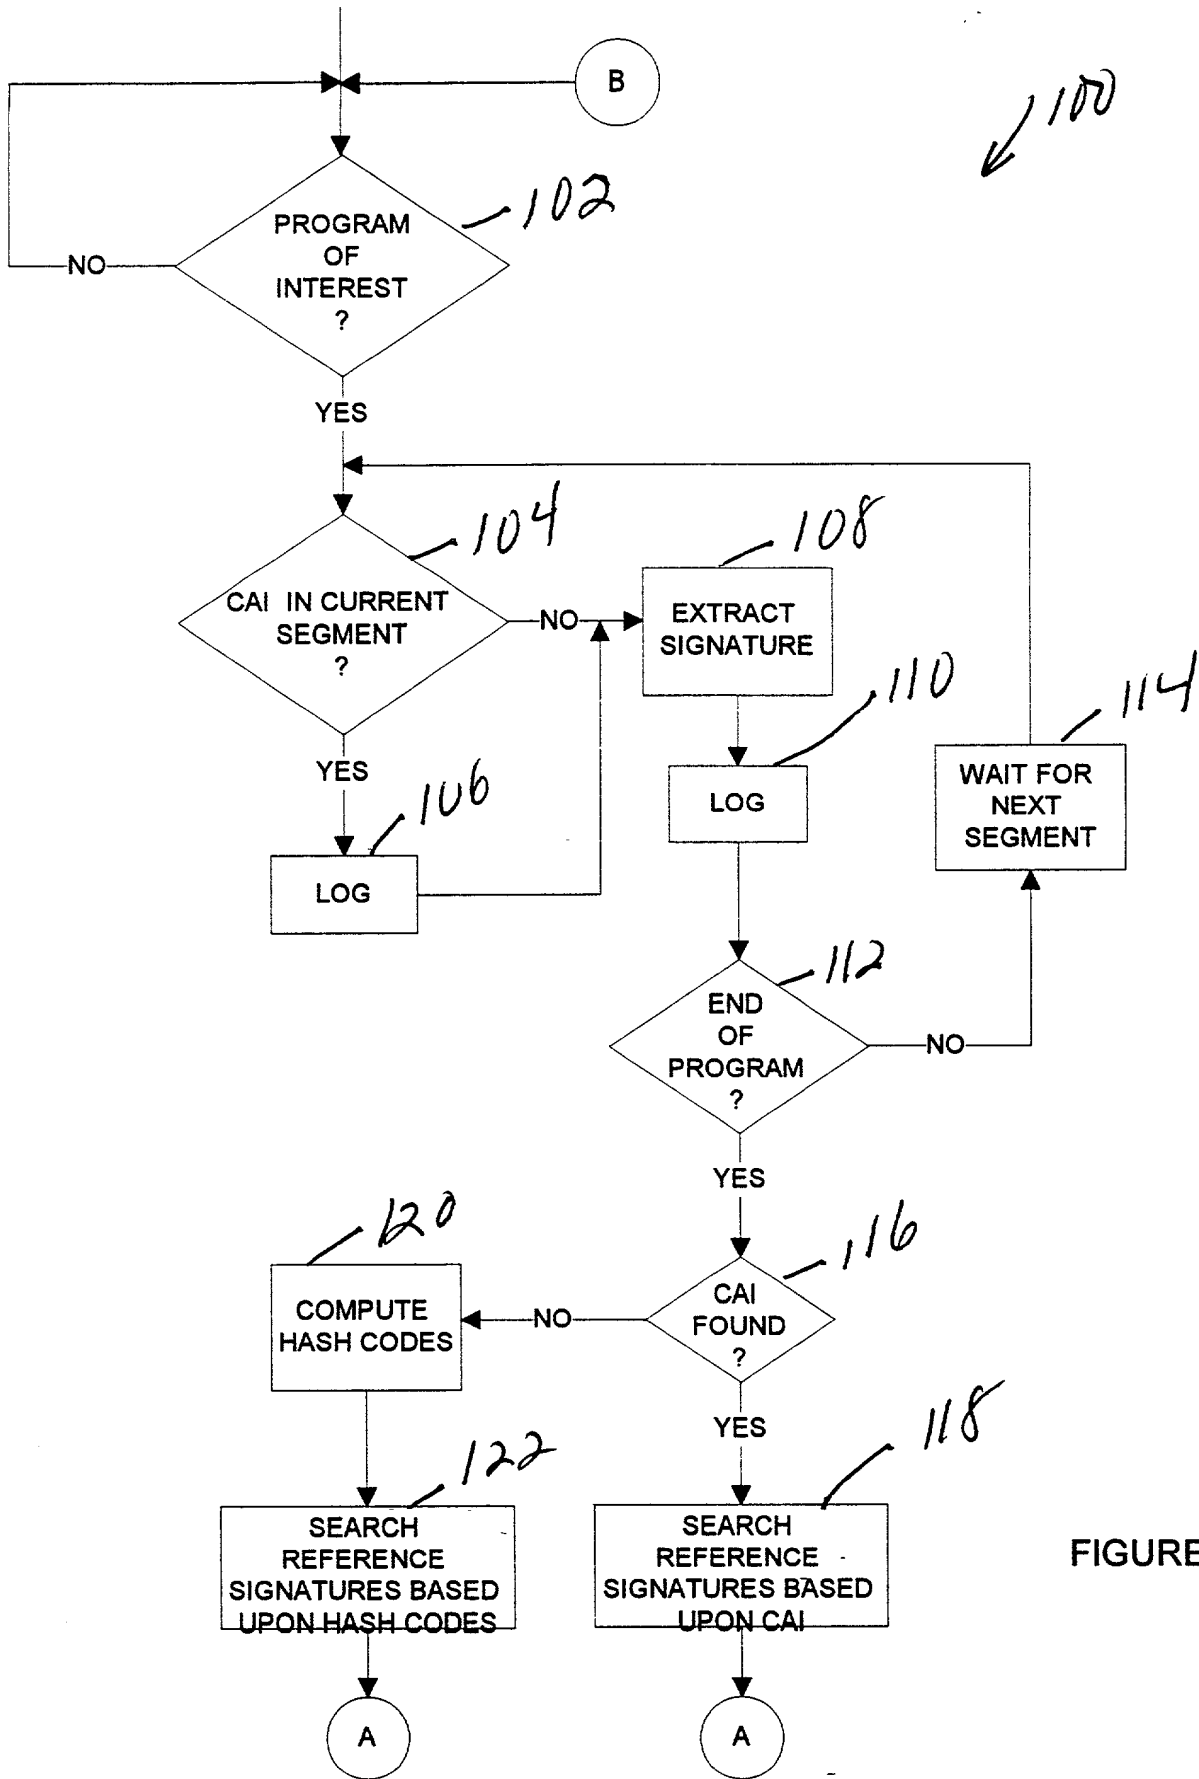 B
100
102
PROGRAM
OF
INTEREST
?
NO
YES
104
CAI IN CURRENT
SEGMENT
?
NO
108
EXTRACT
SIGNATURE
110
LOG
114
WAIT FOR
NEXT
SEGMENT
YES
106
LOG
112
END
OF
PROGRAM
?
NO
YES
116
CAI
FOUND
?
NO
120
COMPUTE
HASH CODES
YES
122
SEARCH
REFERENCE
SIGNATURES BASED
UPON HASH CODES
118
SEARCH
REFERENCE
SIGNATURES BASED
UPON CAI
FIGURE
A
A